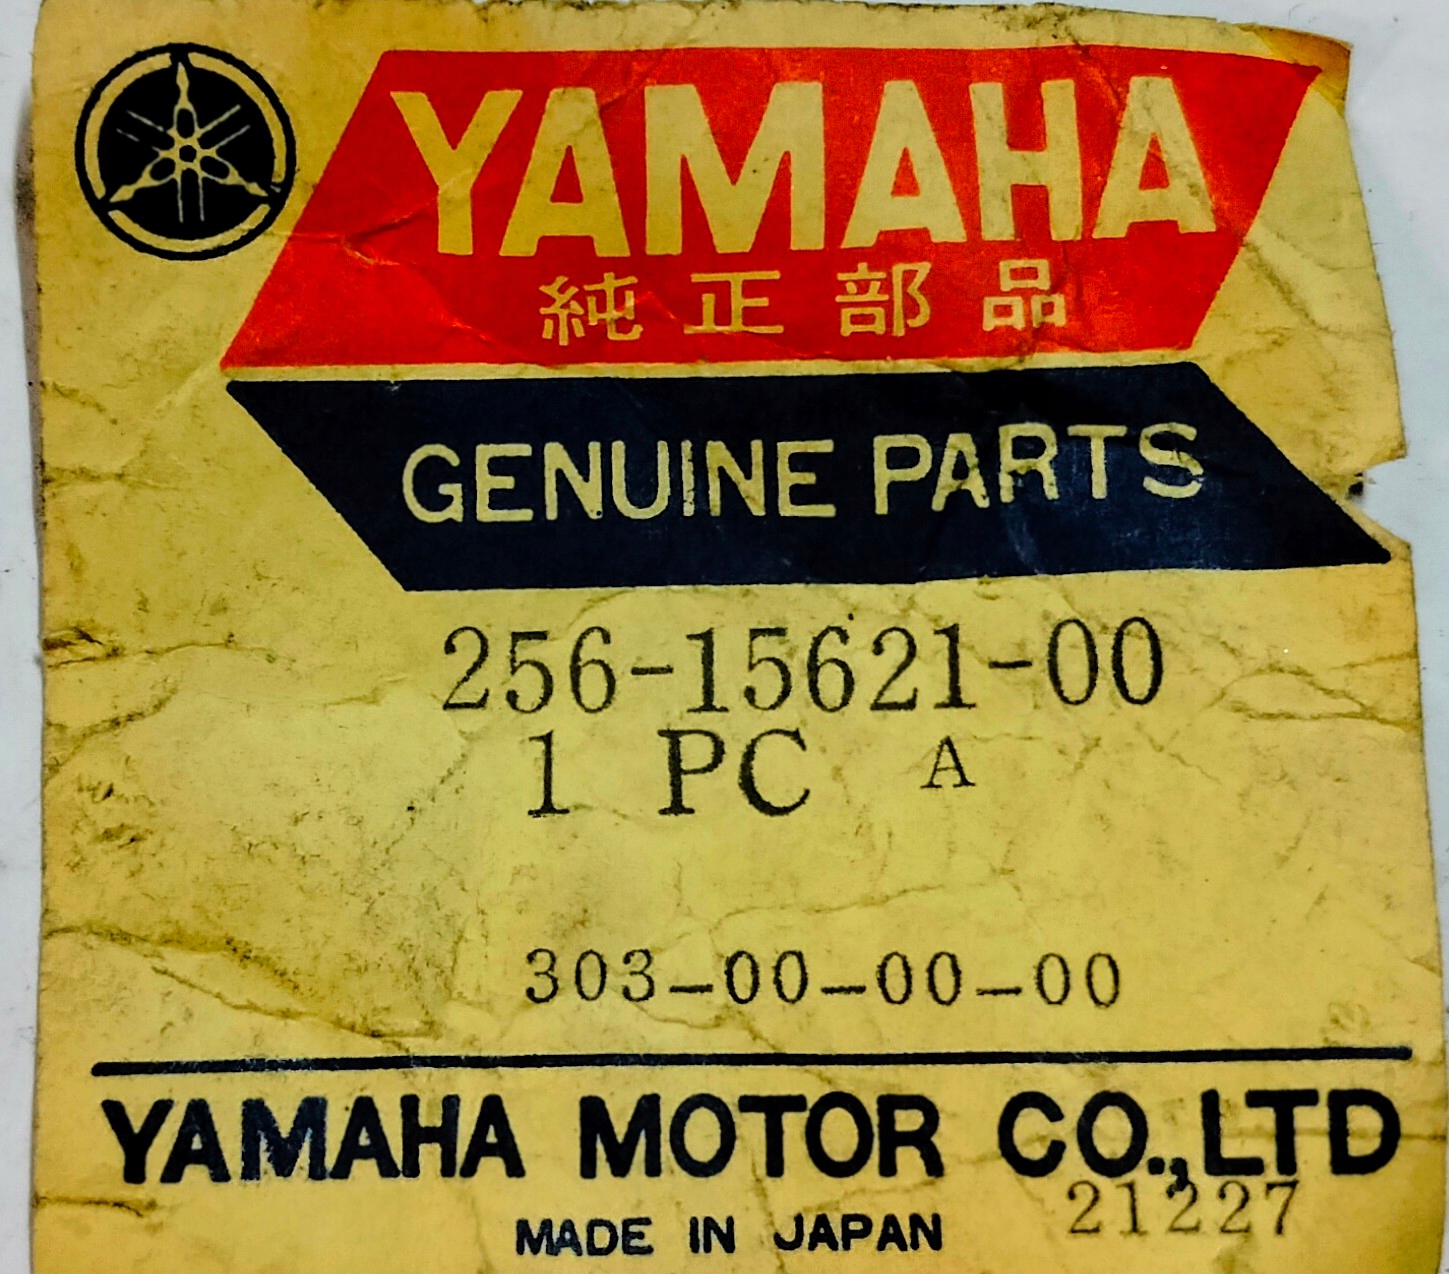 YAMAHA
純正部品
GENUINE PARTS
256-15621-00
1 PC A
303-00-00-00
YAMAHA MOTOR CO.,LTD
21227
MADE IN JAPAN